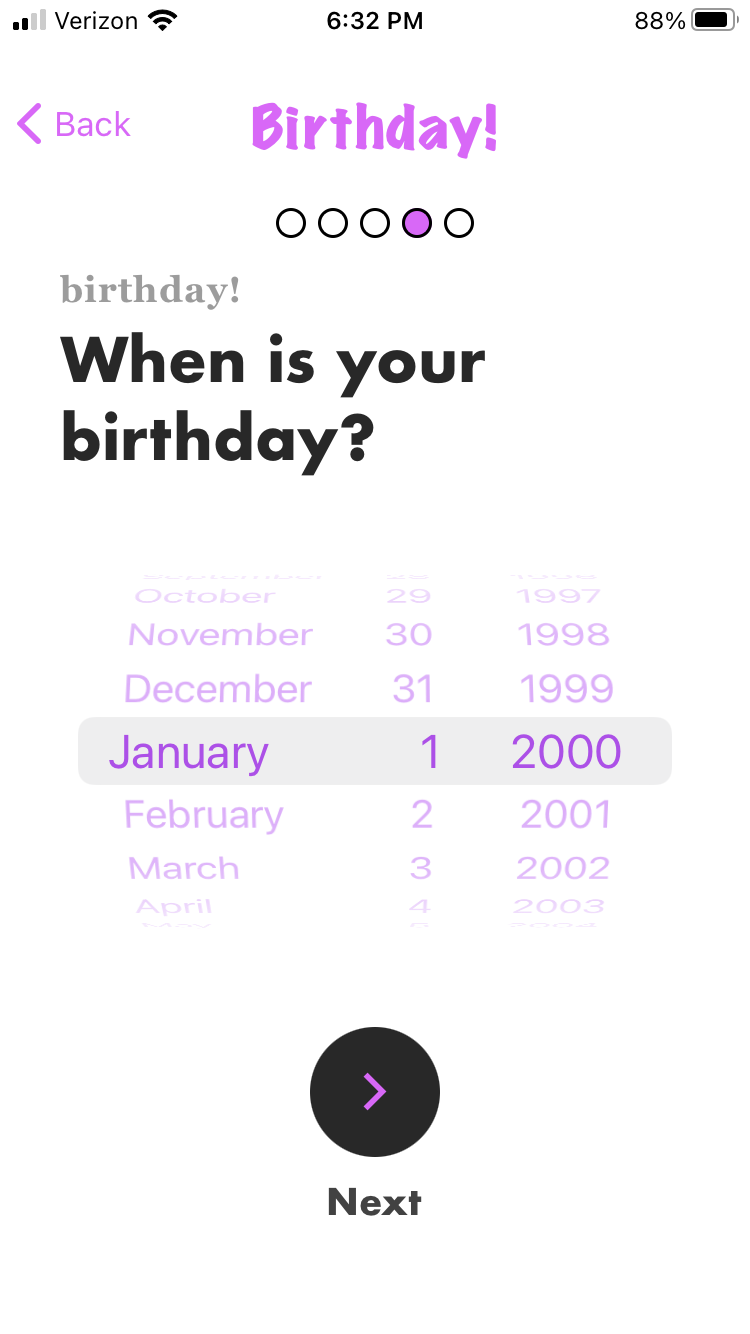 Verizon 6:32 PM 88%
Back Birthday!
birthday!
When is your
birthday?
October 29 1997
November 30 1998
December 31 1999
January 1 2000
February 2 2001
March 3 2002
April 4 2003
Next